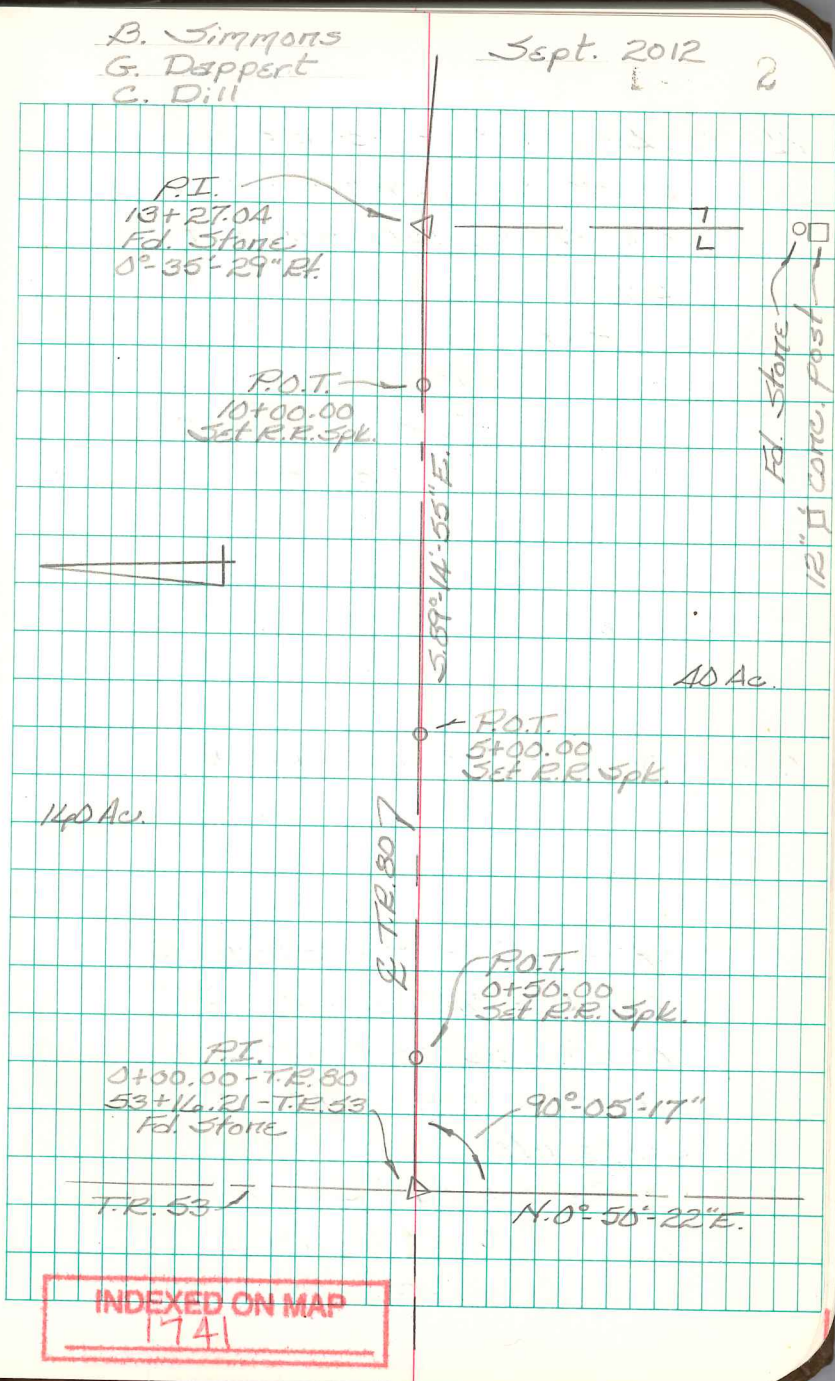 B. Simmons
G. Dappert
C. Dill
Sept. 2012
1 2
P.I.
13+27.04
Fd. Stone
0°-35'-29" Rt.
Fd. Stone
12" □ conc. post
P.O.T.
10+00.00
Set R.R. Spk.
S.89°-14'-55"E.
40 Ac.
P.O.T.
5+00.00
Set R.R. Spk.
140 Ac.
℄ T.R. 80
P.O.T.
0+50.00
Set R.R. Spk.
P.I.
0+00.00 - T.R. 80
53+16.21 - T.R. 53
Fd. Stone
90°-05'-17"
T.R. 53
N.0°-50'-22"E.
INDEXED ON MAP
1741